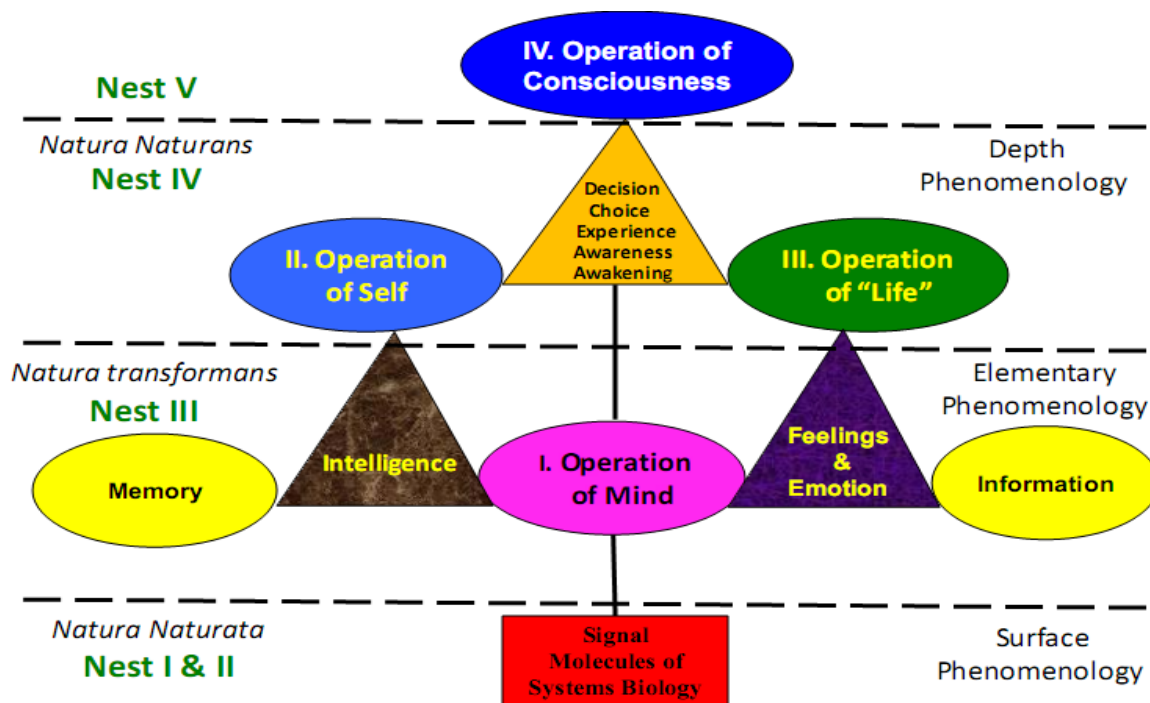 IV. Operation of
Consciousness
Nest V
Natura Naturans
Nest IV
Depth
Phenomenology
Decision
Choice
Experience
Awareness
Awakening
II. Operation
of Self
III. Operation
of “Life”
Natura transformans
Nest III
Elementary
Phenomenology
Memory
Intelligence
I. Operation
of Mind
Feelings
&
Emotion
Information
Natura Naturata
Nest I & II
Signal
Molecules of
Systems Biology
Surface
Phenomenology